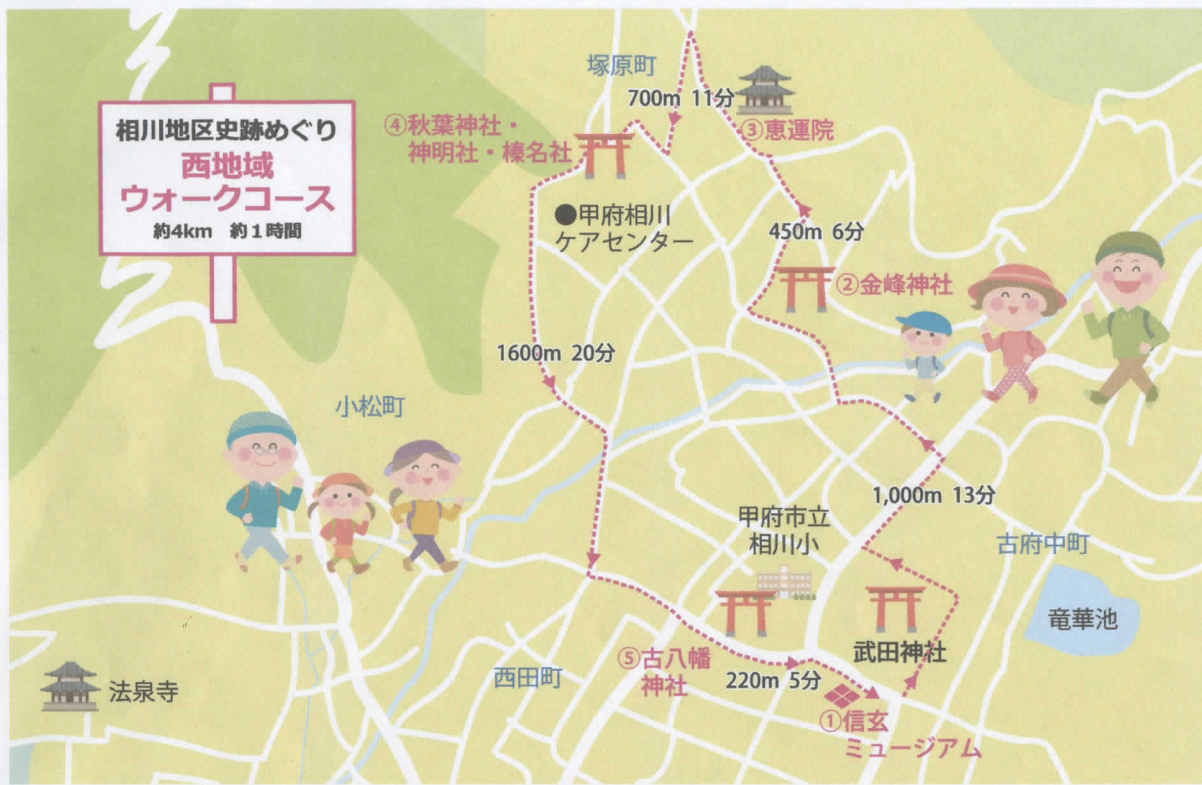 相川地区史跡めぐり
西地域
ウォークコース
約4km 約1時間
塚原町
700m 11分
③恵運院
④秋葉神社・
神明社・榛名社
●甲府相川
ケアセンター
450m 6分
②金峰神社
1600m 20分
小松町
1,000m 13分
甲府市立
相川小
古府中町
竜華池
武田神社
⑤古八幡
神社
220m 5分
西田町
法泉寺
①信玄
ミュージアム